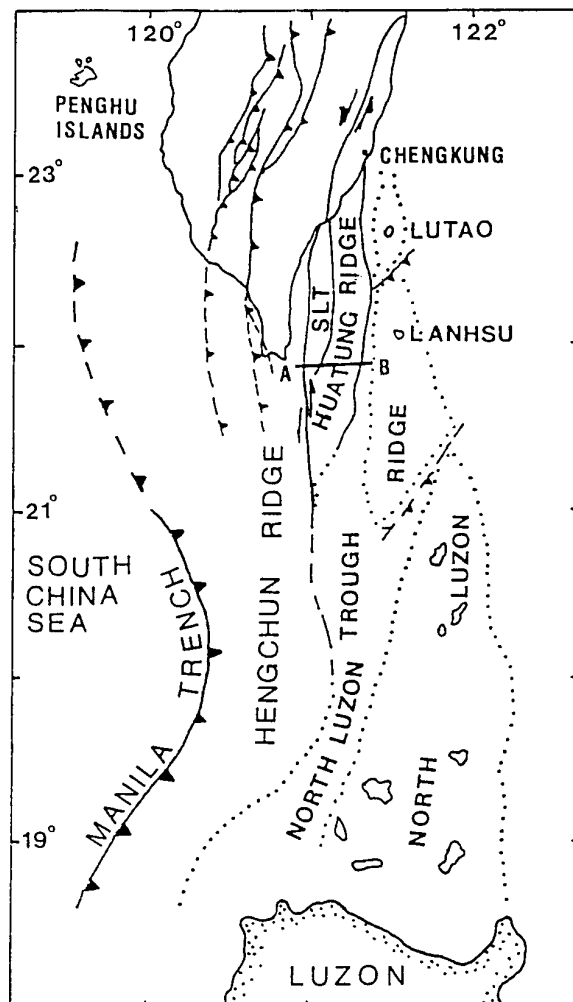 120°
122°
PENGHU
ISLANDS
CHENGKUNG
23°
LUTAO
SLT
HUATUNG RIDGE
LANHSU
A
B
RIDGE
21°
SOUTH
CHINA
SEA
HENGCHUN RIDGE
LUZON
MANILA TRENCH
NORTH LUZON TROUGH
NORTH
19°
LUZON